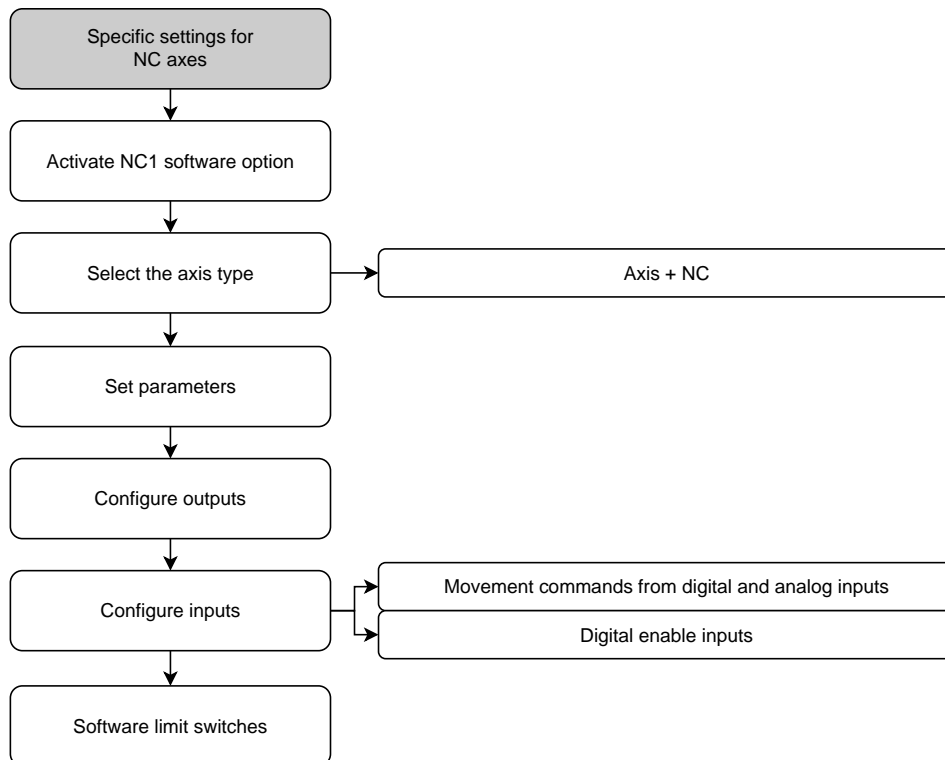 Specific settings for
NC axes
Activate NC1 software option
Select the axis type
Axis + NC
Set parameters
Configure outputs
Configure inputs
Movement commands from digital and analog inputs
Digital enable inputs
Software limit switches